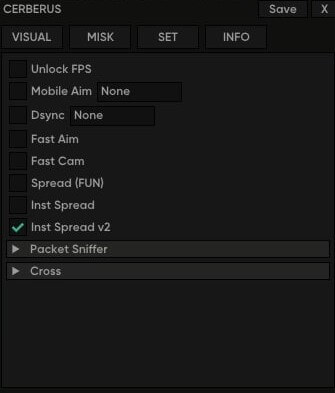 CERBERUS Save X
VISUAL MISK SET INFO
Unlock FPS
Mobile Aim None
Dsync None
Fast Aim
Fast Cam
Spread (FUN)
Inst Spread
Inst Spread v2
Packet Sniffer
Cross